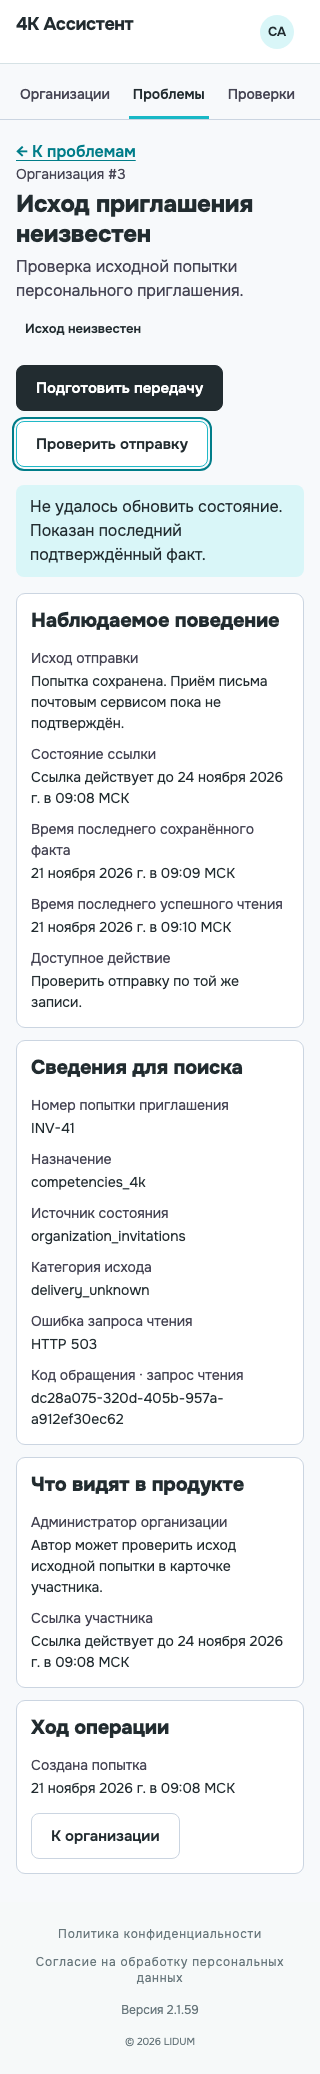 4К Ассистент
СА
Организации
Проблемы
Проверки
← К проблемам
Организация #3
Исход приглашения
неизвестен
Проверка исходной попытки
персонального приглашения.
Исход неизвестен
Подготовить передачу
Проверить отправку
Не удалось обновить состояние.
Показан последний
подтверждённый факт.
Наблюдаемое поведение
Исход отправки
Попытка сохранена. Приём письма
почтовым сервисом пока не
подтверждён.
Состояние ссылки
Ссылка действует до 24 ноября 2026
г. в 09:08 МСК
Время последнего сохранённого
факта
21 ноября 2026 г. в 09:09 МСК
Время последнего успешного чтения
21 ноября 2026 г. в 09:10 МСК
Доступное действие
Проверить отправку по той же
записи.
Сведения для поиска
Номер попытки приглашения
INV-41
Назначение
competencies_4k
Источник состояния
organization_invitations
Категория исхода
delivery_unknown
Ошибка запроса чтения
HTTP 503
Код обращения · запрос чтения
dc28a075-320d-405b-957a-
a912ef30ec62
Что видят в продукте
Администратор организации
Автор может проверить исход
исходной попытки в карточке
участника.
Ссылка участника
Ссылка действует до 24 ноября 2026
г. в 09:08 МСК
Ход операции
Создана попытка
21 ноября 2026 г. в 09:08 МСК
К организации
Политика конфиденциальности
Согласие на обработку персональных
данных
Версия 2.1.59
© 2026 LIDUM